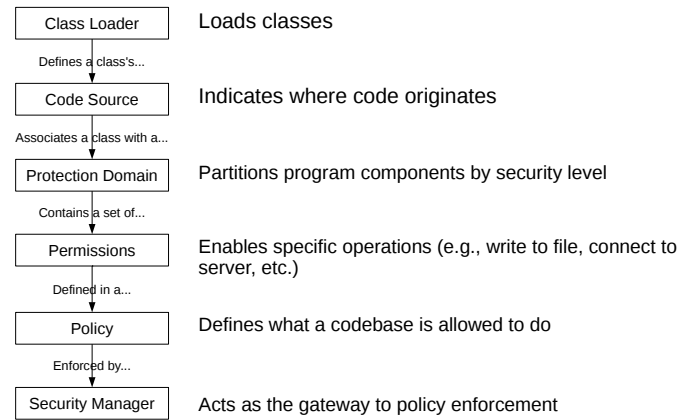 Class Loader
Loads classes
Defines a class's...
Code Source
Indicates where code originates
Associates a class with a...
Protection Domain
Partitions program components by security level
Contains a set of...
Permissions
Enables specific operations (e.g., write to file, connect to
server, etc.)
Defined in a...
Policy
Defines what a codebase is allowed to do
Enforced by...
Security Manager
Acts as the gateway to policy enforcement